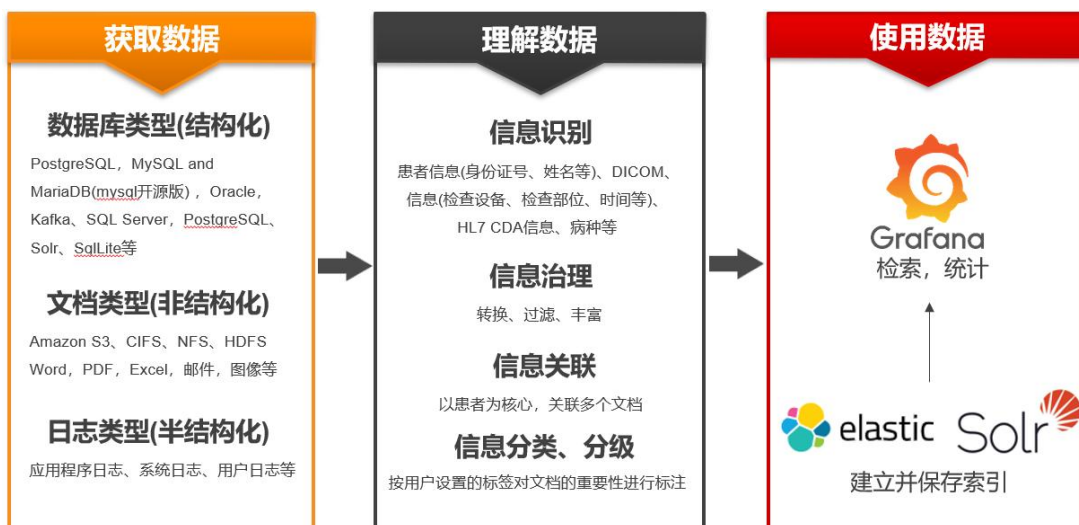 获取数据
数据库类型(结构化)
PostgreSQL，MySQL and
MariaDB(mysql开源版) ，Oracle，
Kafka、SQL Server，PostgreSQL、
Solr、SqlLite等
文档类型(非结构化)
Amazon S3、CIFS、NFS、HDFS
Word，PDF，Excel，邮件，图像等
日志类型(半结构化)
应用程序日志、系统日志、用户日志等
理解数据
信息识别
患者信息(身份证号、姓名等)、DICOM、
信息(检查设备、检查部位、时间等)、
HL7 CDA信息、病种等
信息治理
转换、过滤、丰富
信息关联
以患者为核心，关联多个文档
信息分类、分级
按用户设置的标签对文档的重要性进行标注
使用数据
Grafana
检索，统计
elastic Solr
建立并保存索引